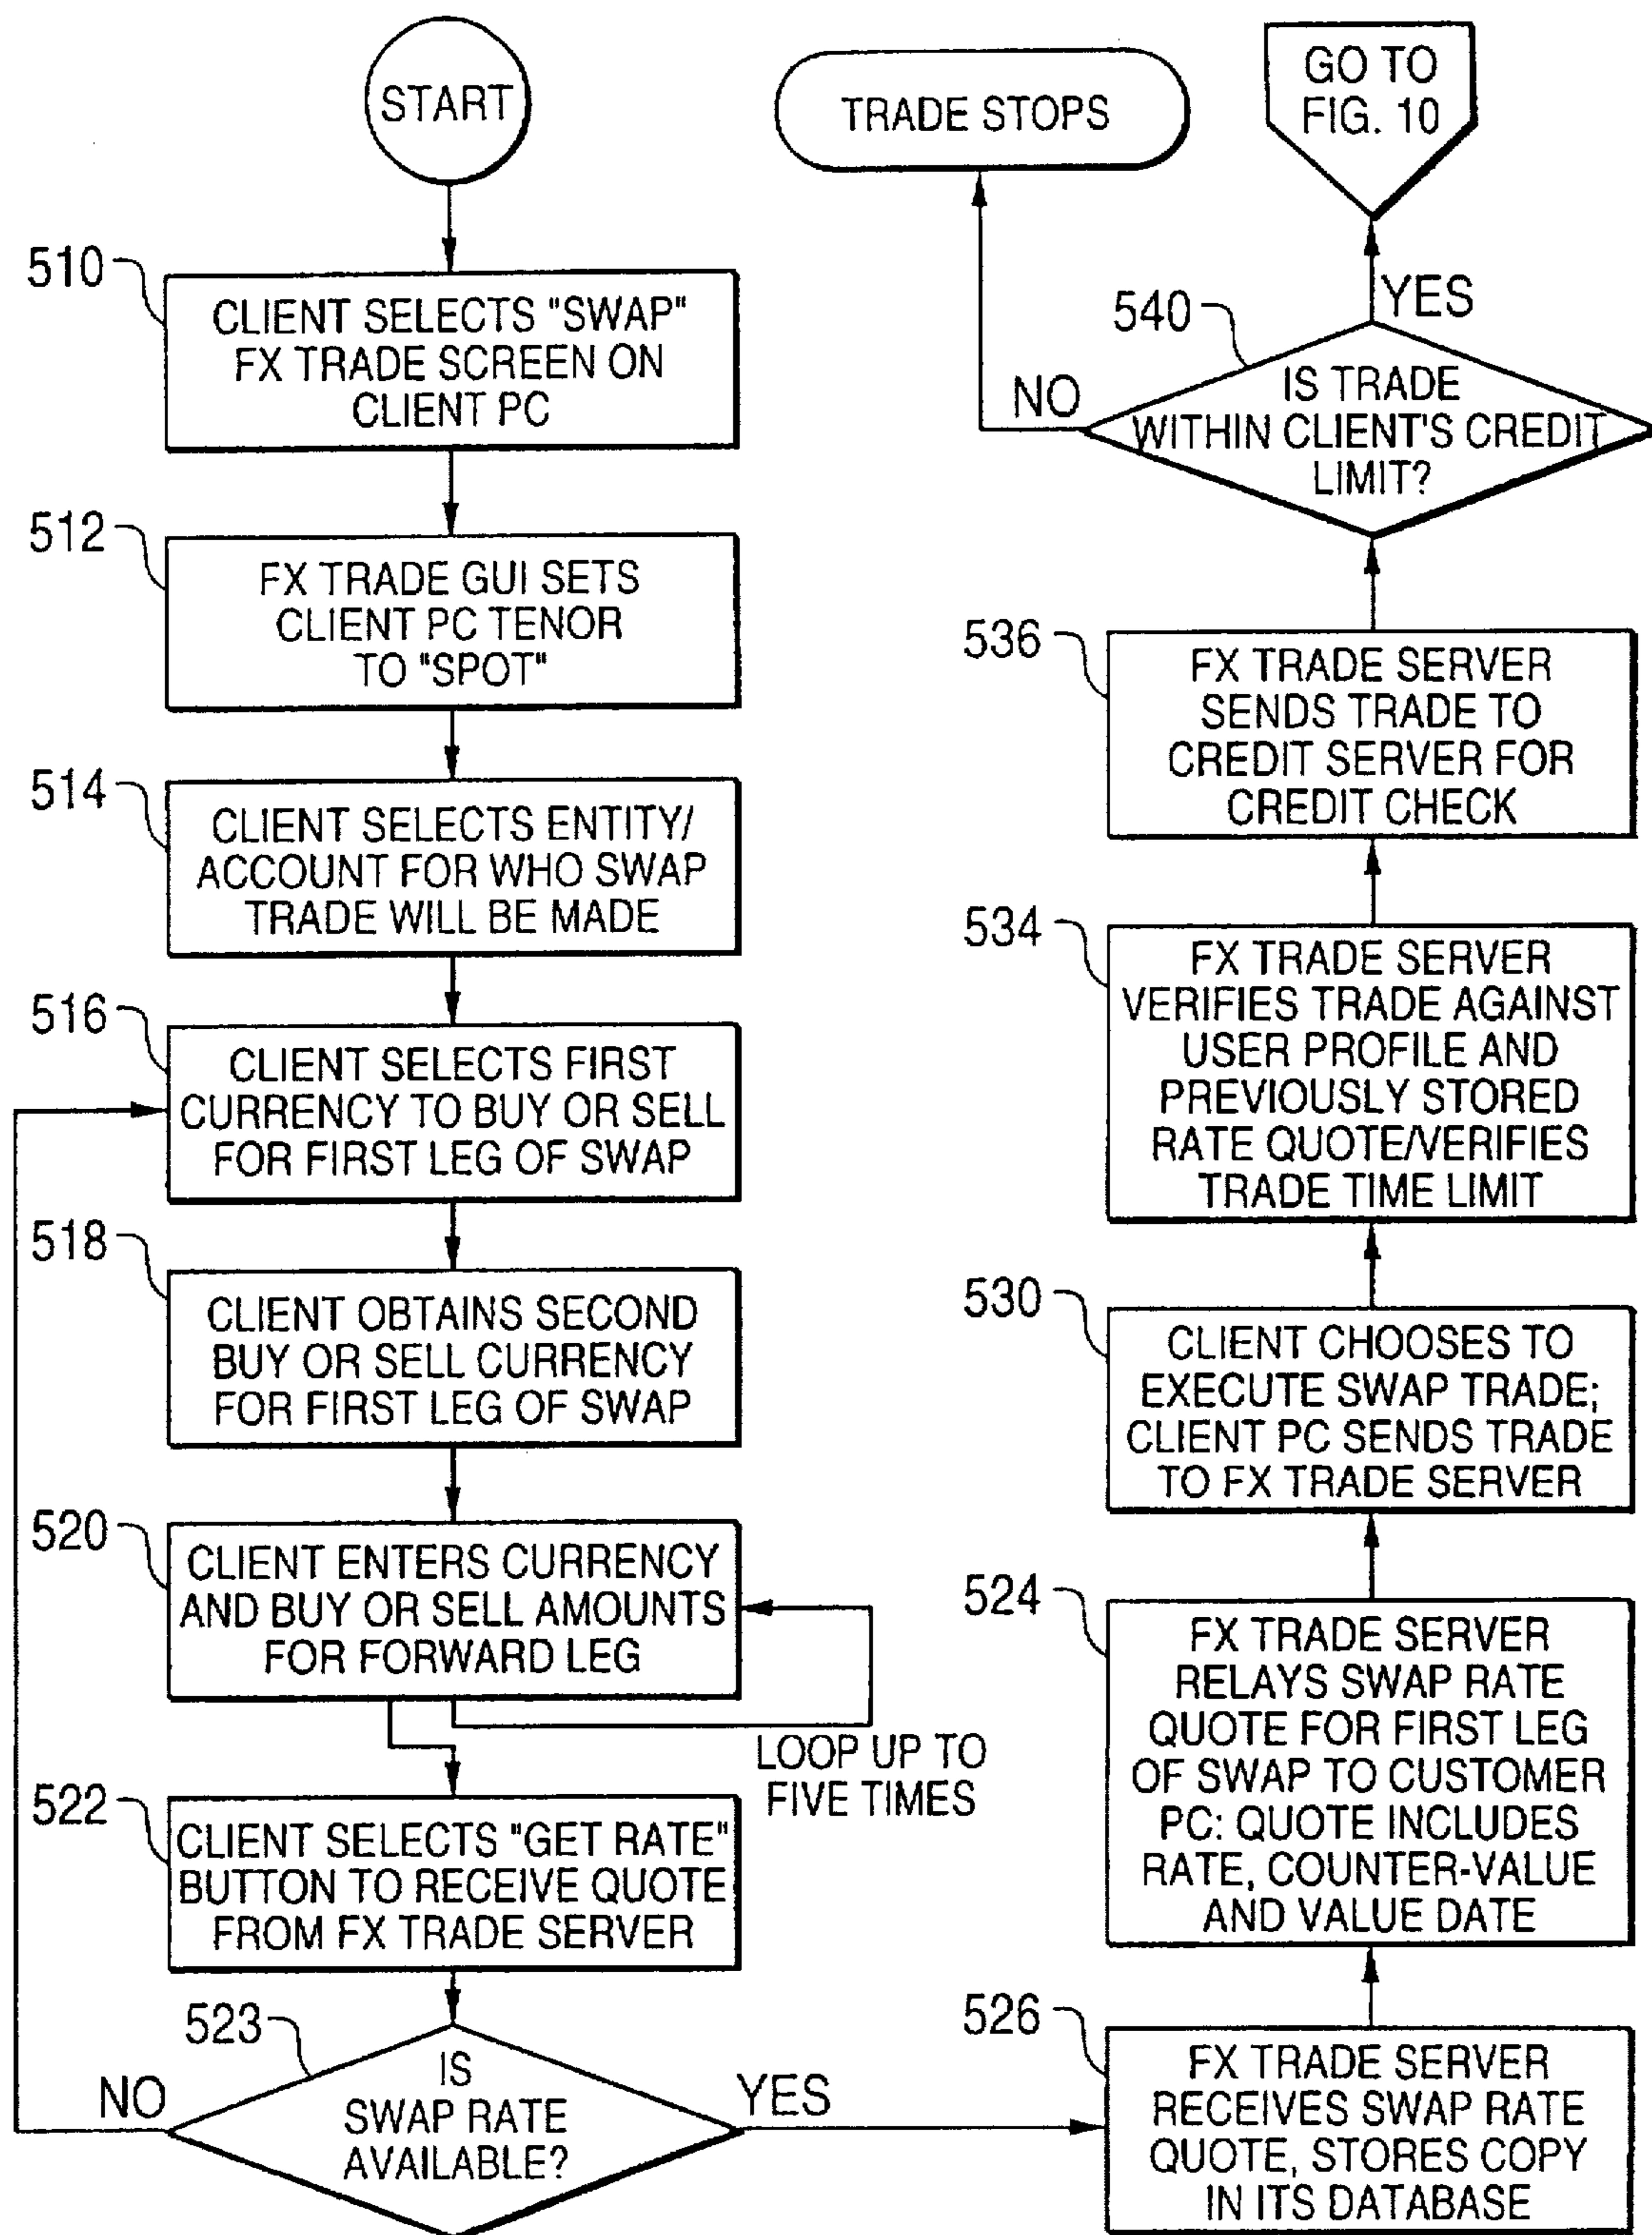 START
510
CLIENT SELECTS "SWAP"
FX TRADE SCREEN ON
CLIENT PC
512
FX TRADE GUI SETS
CLIENT PC TENOR
TO "SPOT"
514
CLIENT SELECTS ENTITY/
ACCOUNT FOR WHO SWAP
TRADE WILL BE MADE
516
CLIENT SELECTS FIRST
CURRENCY TO BUY OR SELL
FOR FIRST LEG OF SWAP
518
CLIENT OBTAINS SECOND
BUY OR SELL CURRENCY
FOR FIRST LEG OF SWAP
520
CLIENT ENTERS CURRENCY
AND BUY OR SELL AMOUNTS
FOR FORWARD LEG
LOOP UP TO
FIVE TIMES
522
CLIENT SELECTS "GET RATE"
BUTTON TO RECEIVE QUOTE
FROM FX TRADE SERVER
523
IS
SWAP RATE
AVAILABLE?
NO
YES
526
FX TRADE SERVER
RECEIVES SWAP RATE
QUOTE, STORES COPY
IN ITS DATABASE
524
FX TRADE SERVER
RELAYS SWAP RATE
QUOTE FOR FIRST LEG
OF SWAP TO CUSTOMER
PC: QUOTE INCLUDES
RATE, COUNTER-VALUE
AND VALUE DATE
530
CLIENT CHOOSES TO
EXECUTE SWAP TRADE;
CLIENT PC SENDS TRADE
TO FX TRADE SERVER
534
FX TRADE SERVER
VERIFIES TRADE AGAINST
USER PROFILE AND
PREVIOUSLY STORED
RATE QUOTE/VERIFIES
TRADE TIME LIMIT
536
FX TRADE SERVER
SENDS TRADE TO
CREDIT SERVER FOR
CREDIT CHECK
540
IS TRADE
WITHIN CLIENT'S CREDIT
LIMIT?
NO
YES
TRADE STOPS
GO TO
FIG. 10